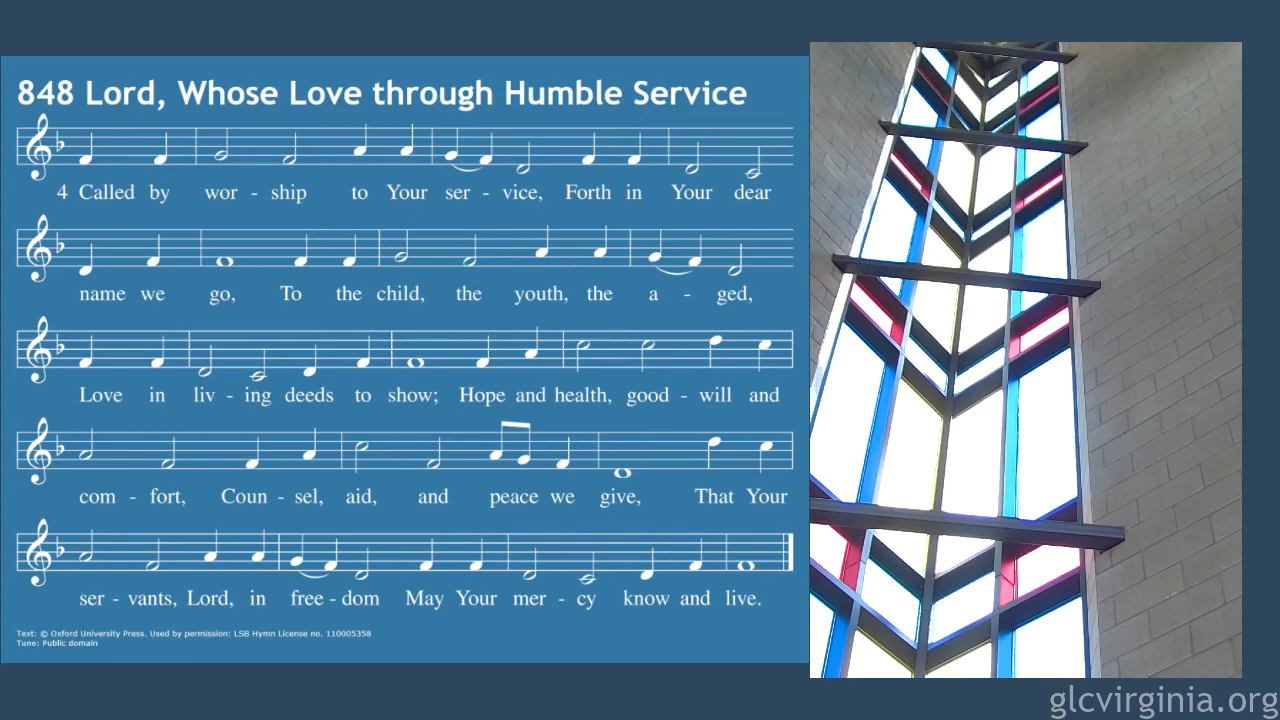 848 Lord, Whose Love through Humble Service
4 Called by wor - ship to Your ser - vice, Forth in Your dear
name we go, To the child, the youth, the a - ged,
Love in liv - ing deeds to show; Hope and health, good - will and
com - fort, Coun - sel, aid, and peace we give, That Your
ser - vants, Lord, in free - dom May Your mer - cy know and live.
Text: © Oxford University Press. Used by permission: LSB Hymn License no. 110005358
Tune: Public domain
glcvirginia.org